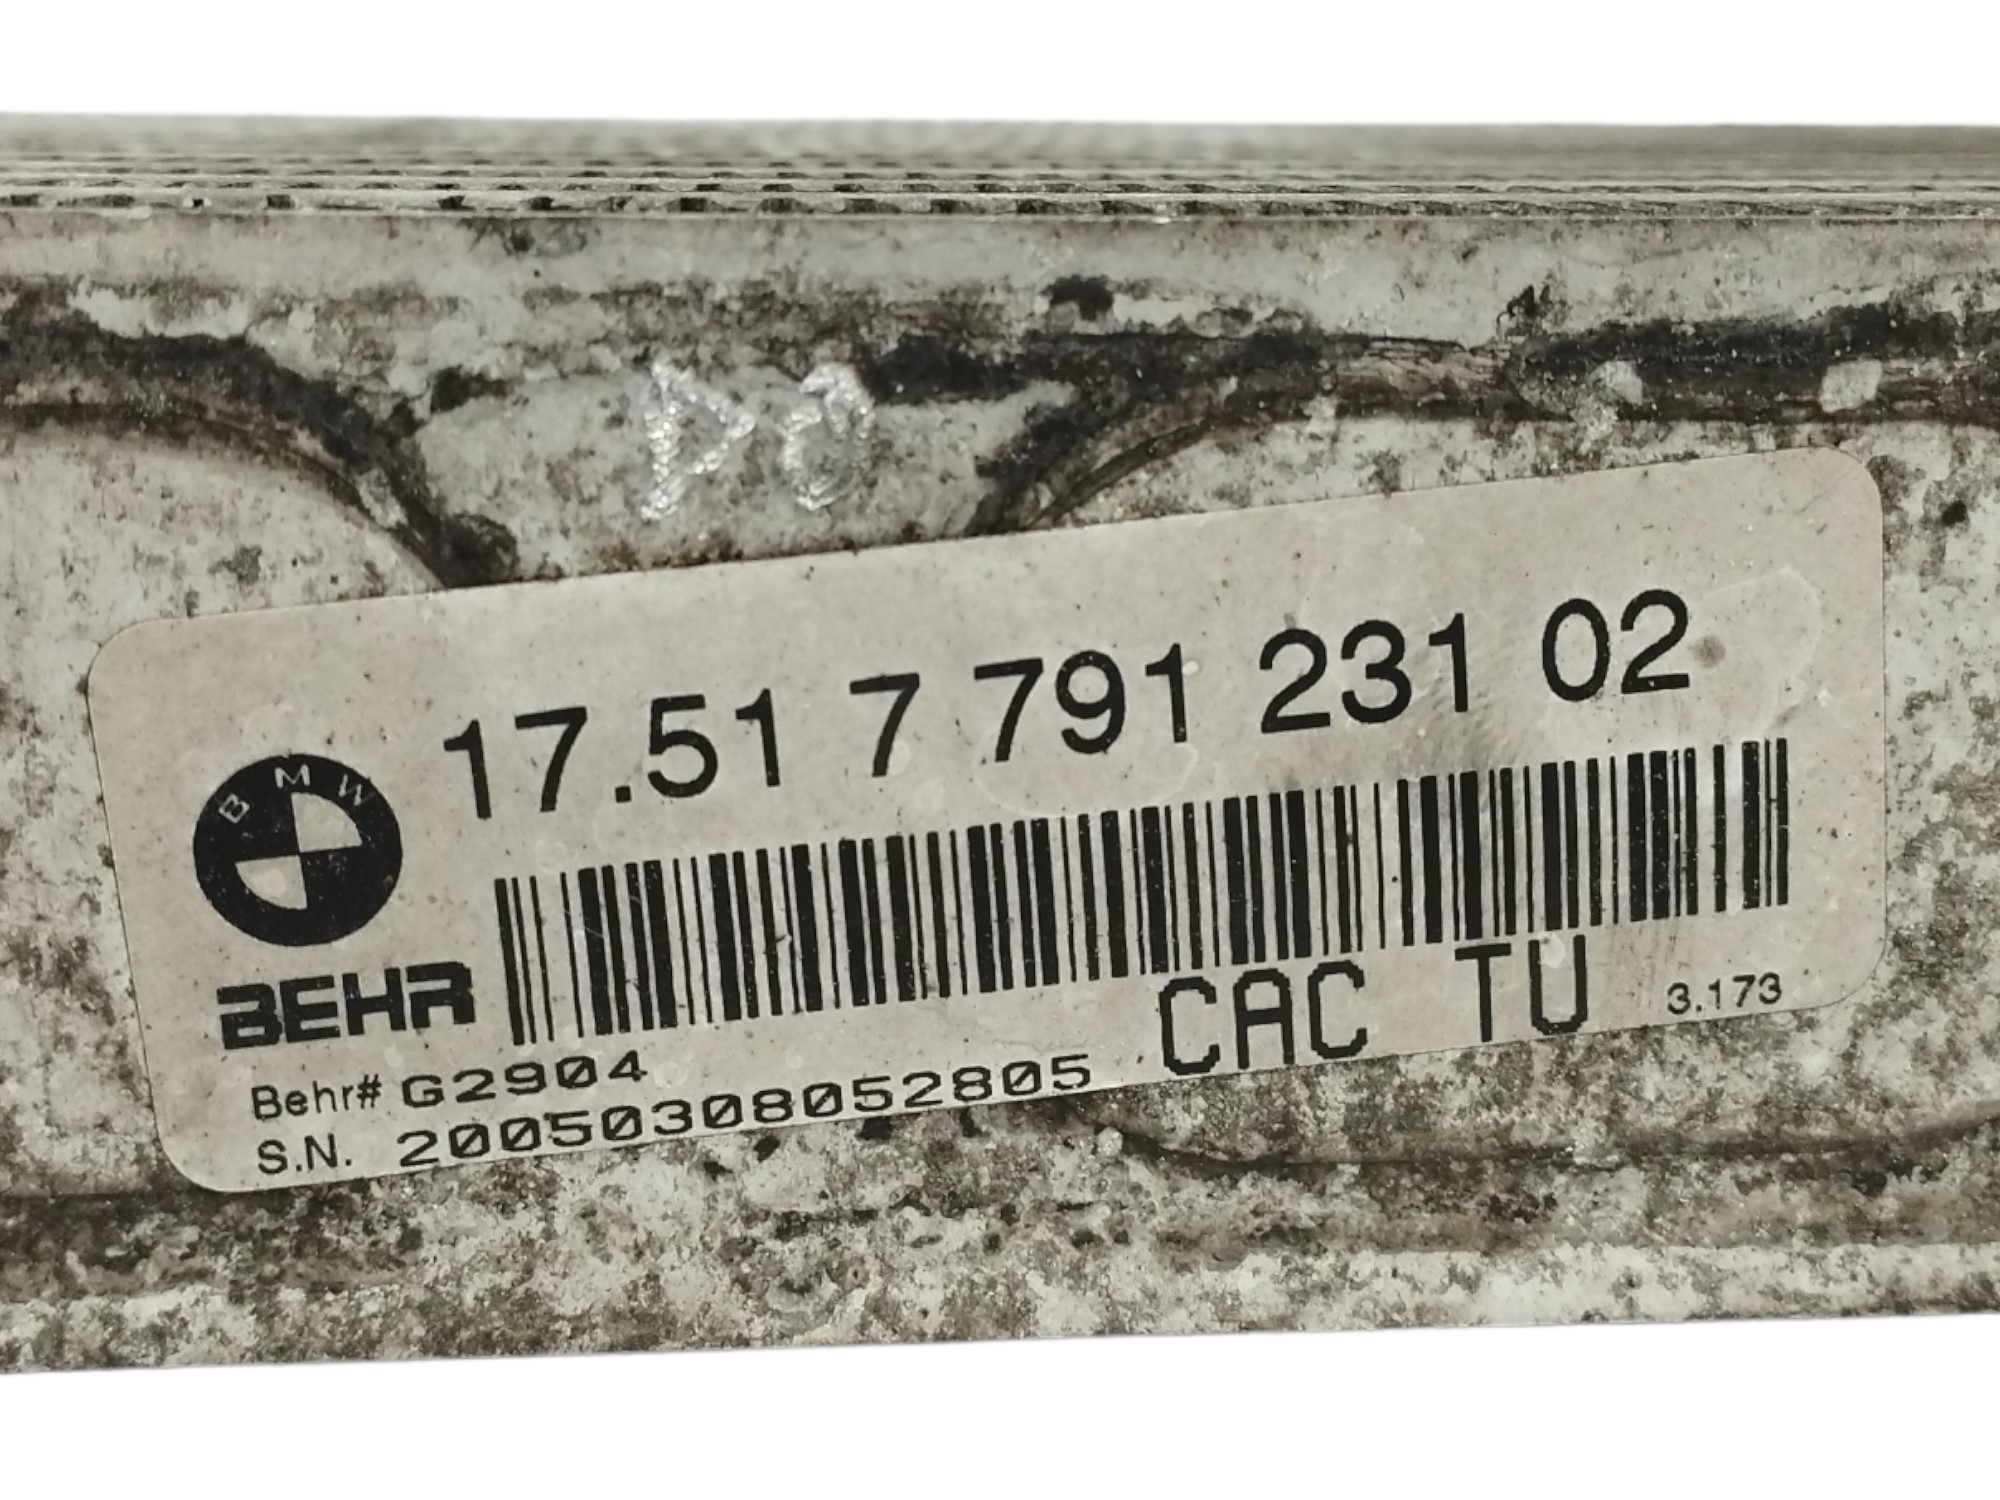 17.51 7 791 231 02
BMW
BEHR
CAC TU 3.173
Behr# G2904
S.N. 20050308052805